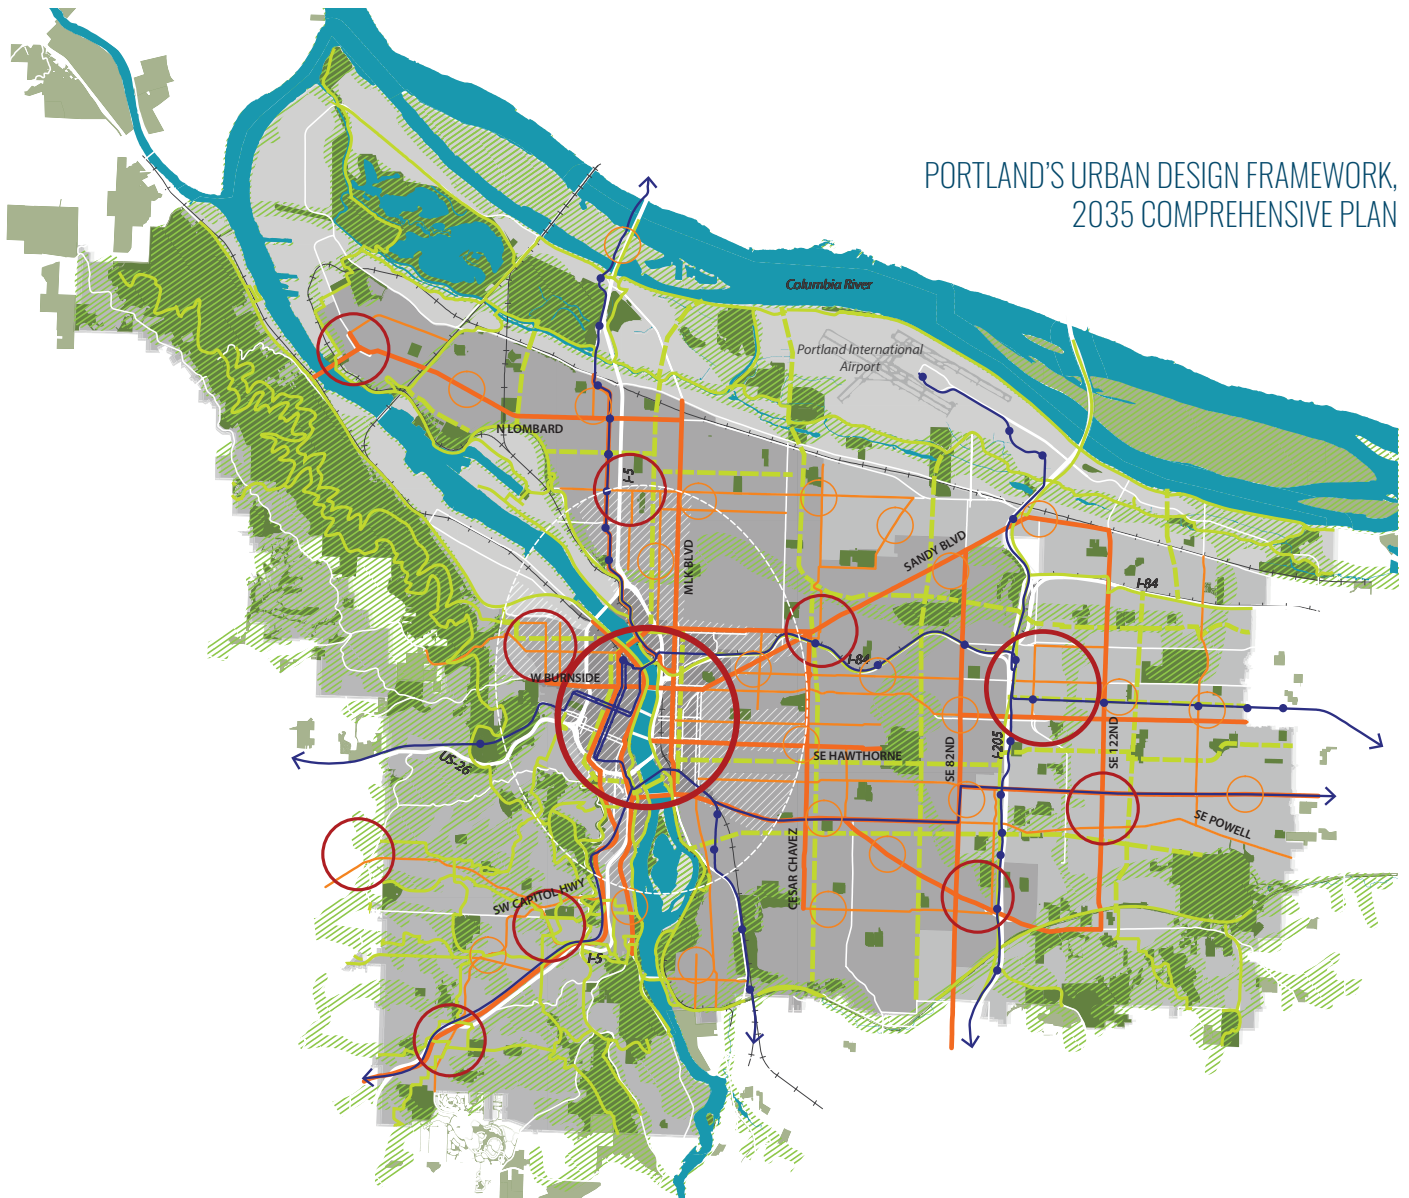 PORTLAND'S URBAN DESIGN FRAMEWORK,
2035 COMPREHENSIVE PLAN
Columbia River
Portland International
Airport
N LOMBARD
I-5
MLK BLVD
SANDY BLVD
I-84
I-84
W BURNSIDE
US-26
SE HAWTHORNE
SE 82ND
I-205
SE 122ND
SE POWELL
CESAR CHAVEZ
SW CAPITOL HWY
I-5